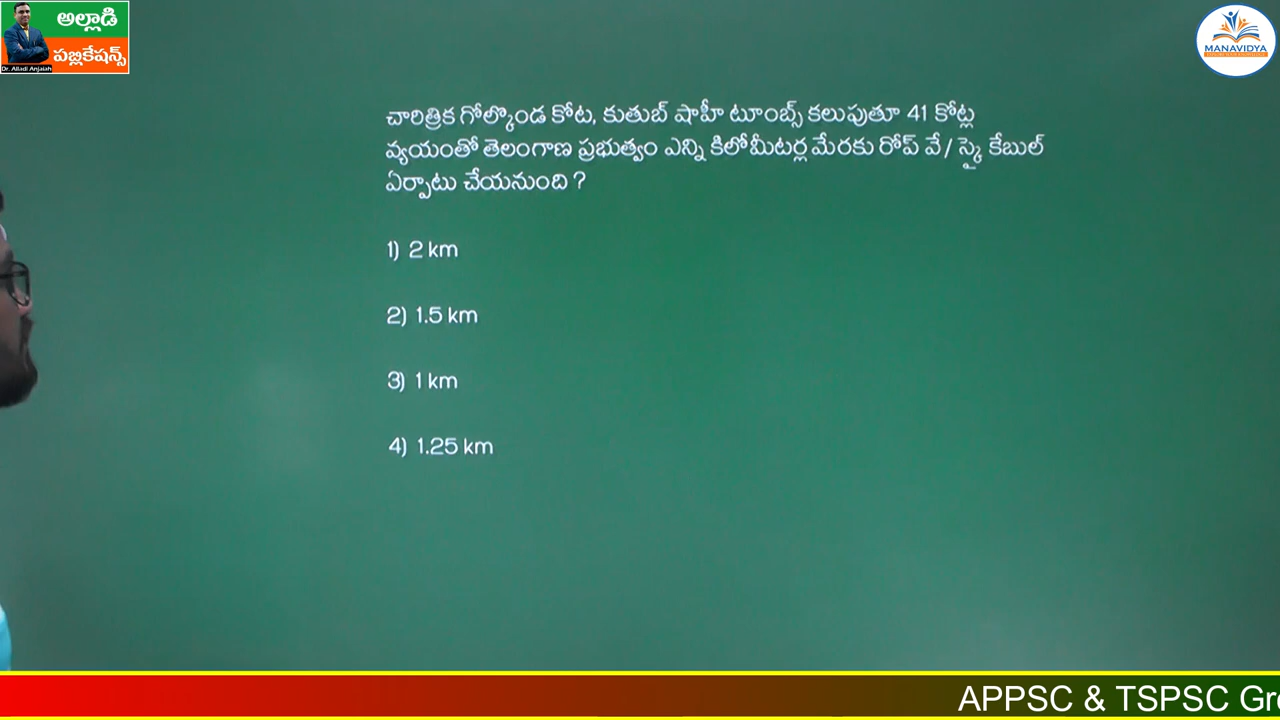 అల్లాడి
పబ్లికేషన్స్
Dr. Alladi Anjaiah
MANAVIDYA
చారిత్రిక గోల్కొండ కోట, కుతుబ్ షాహీ టూంబ్స్ కలుపుతూ 41 కోట్ల
వ్యయంతో తెలంగాణ ప్రభుత్వం ఎన్ని కిలోమీటర్ల మేరకు రోప్ వే / స్కై కేబుల్
ఏర్పాటు చేయనుంది ?
1) 2 km
2) 1.5 km
3) 1 km
4) 1.25 km
APPSC & TSPSC Gr